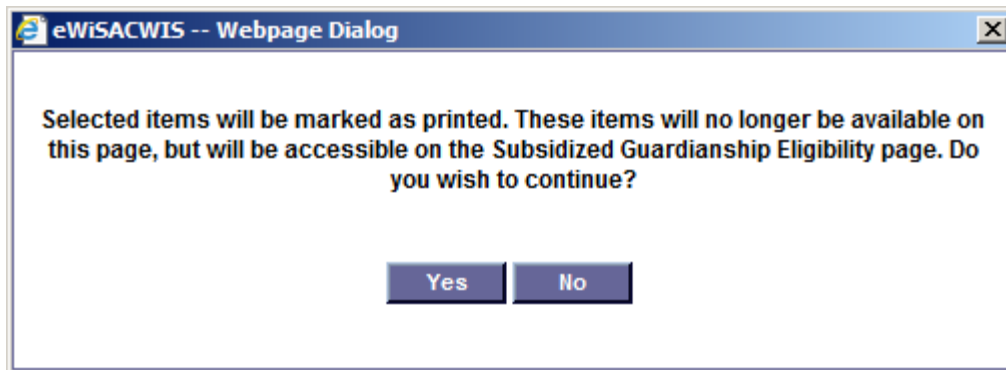 eWiSACWIS -- Webpage Dialog
Selected items will be marked as printed. These items will no longer be available on
this page, but will be accessible on the Subsidized Guardianship Eligibility page. Do
you wish to continue?
Yes No